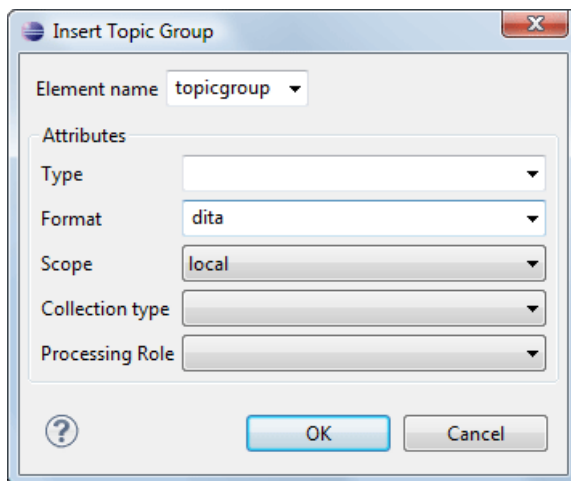 Insert Topic Group
Element name topicgroup
Attributes
Type
Format dita
Scope local
Collection type
Processing Role
? OK Cancel